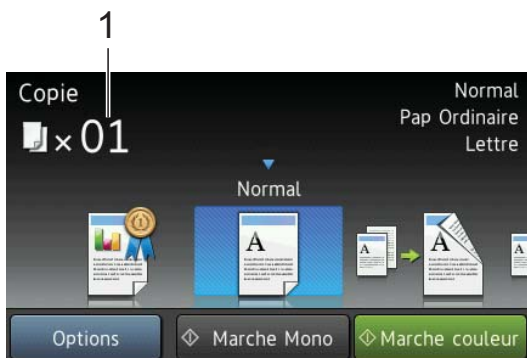 1
Copie
×01
Normal
Pap Ordinaire
Lettre
Normal
A
A
A
Options
Marche Mono
Marche couleur